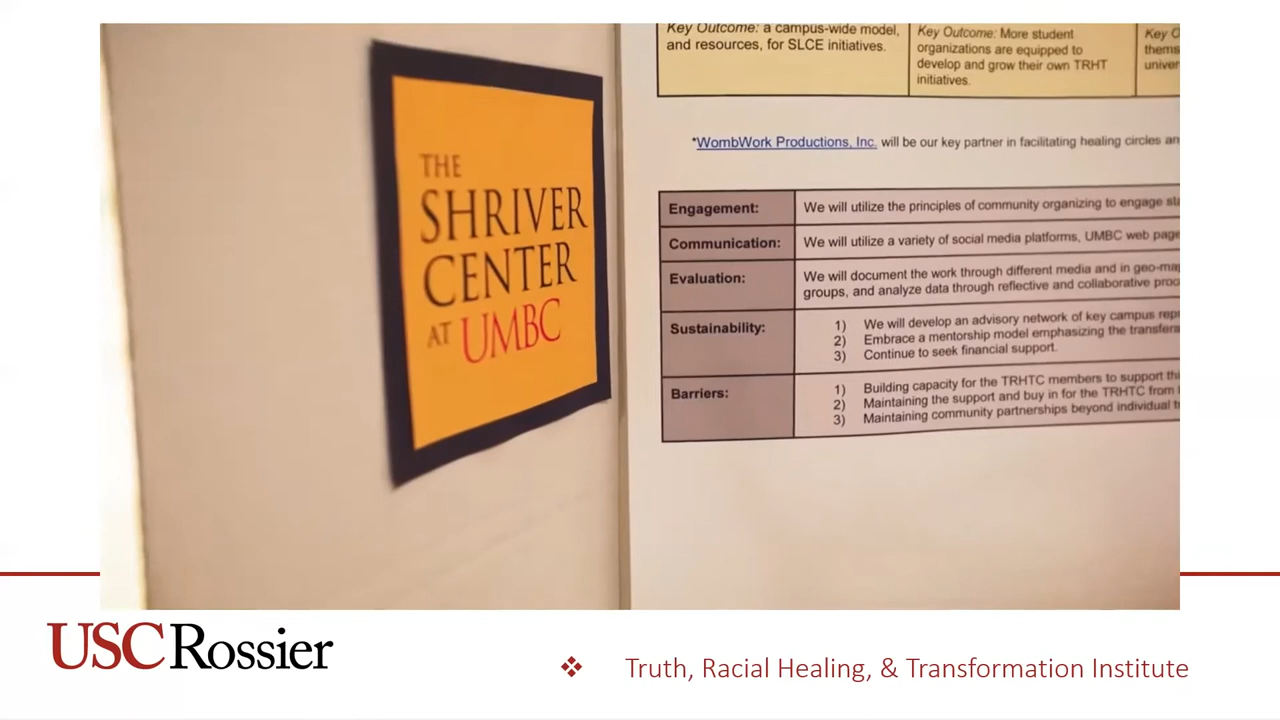 THE
SHRIVER
CENTER
AT UMBC
Key Outcome: a campus-wide model,
and resources, for SLCE initiatives.
Key Outcome: More student
organizations are equipped to
develop and grow their own TRHT
initiatives.
Key
*WombWork Productions, Inc. will be our key partner in facilitating healing circles
Engagement: We will utilize the principles of community organizing to engage
Communication: We will utilize a variety of social media platforms, UMBC web
Evaluation: We will document the work through different media and in
groups, and analyze data through reflective and collaborative
Sustainability:
1) We will develop an advisory network of key campus
2) Embrace a mentorship model emphasizing the
3) Continue to seek financial support.
Barriers:
1) Building capacity for the TRHTC members to support
2) Maintaining the support and buy in for the TRHTC from
3) Maintaining community partnerships beyond individual
USC Rossier
❖ Truth, Racial Healing, & Transformation Institute